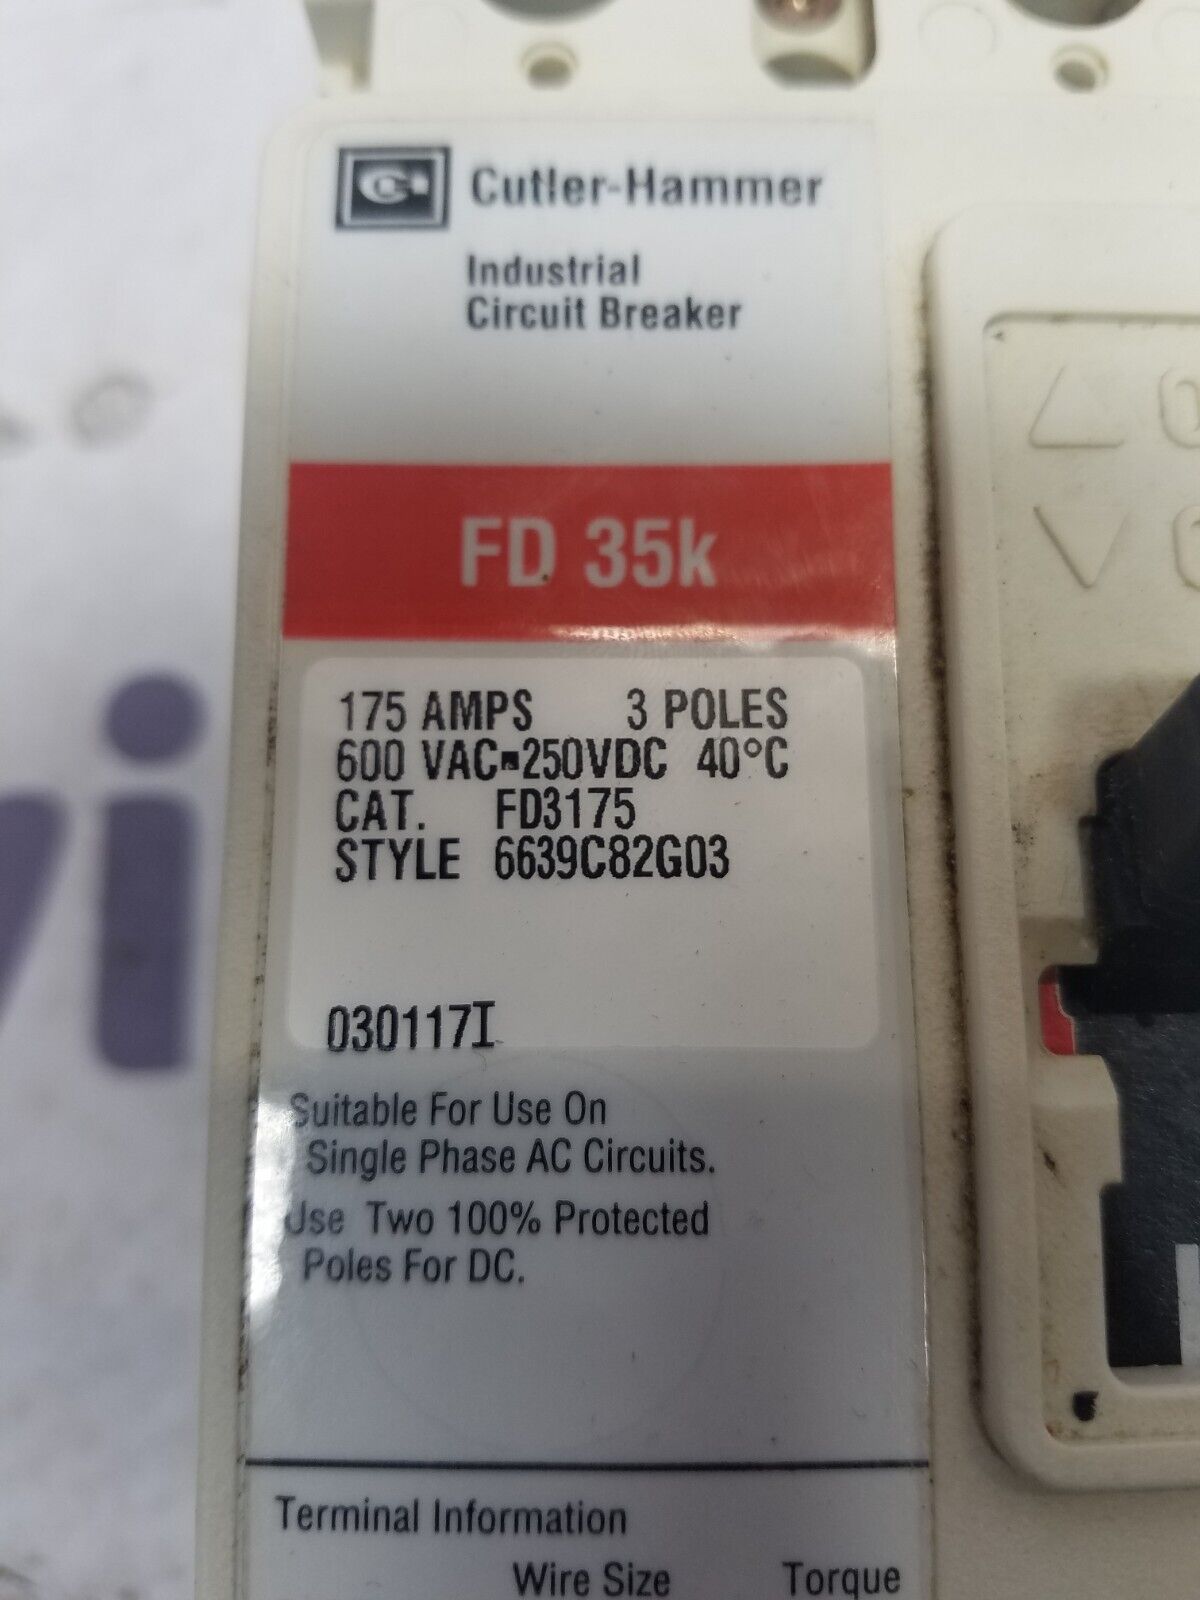 Cutler-Hammer
Industrial
Circuit Breaker
FD 35k
175 AMPS 3 POLES
600 VAC 250VDC 40°C
CAT. FD3175
STYLE 6639C82G03
030117I
Suitable For Use On
Single Phase AC Circuits.
Use Two 100% Protected
Poles For DC.
Terminal Information
Wire Size Torque